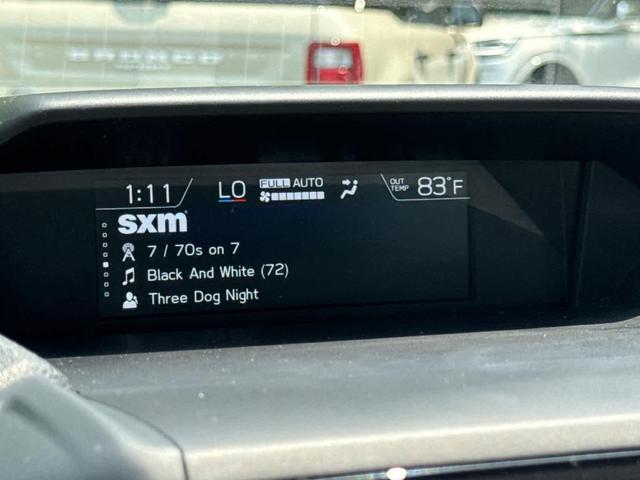 BRONCO
1:11
LO
FULL AUTO
OUT TEMP
83°F
sxm
7 / 70s on 7
Black And White (72)
Three Dog Night